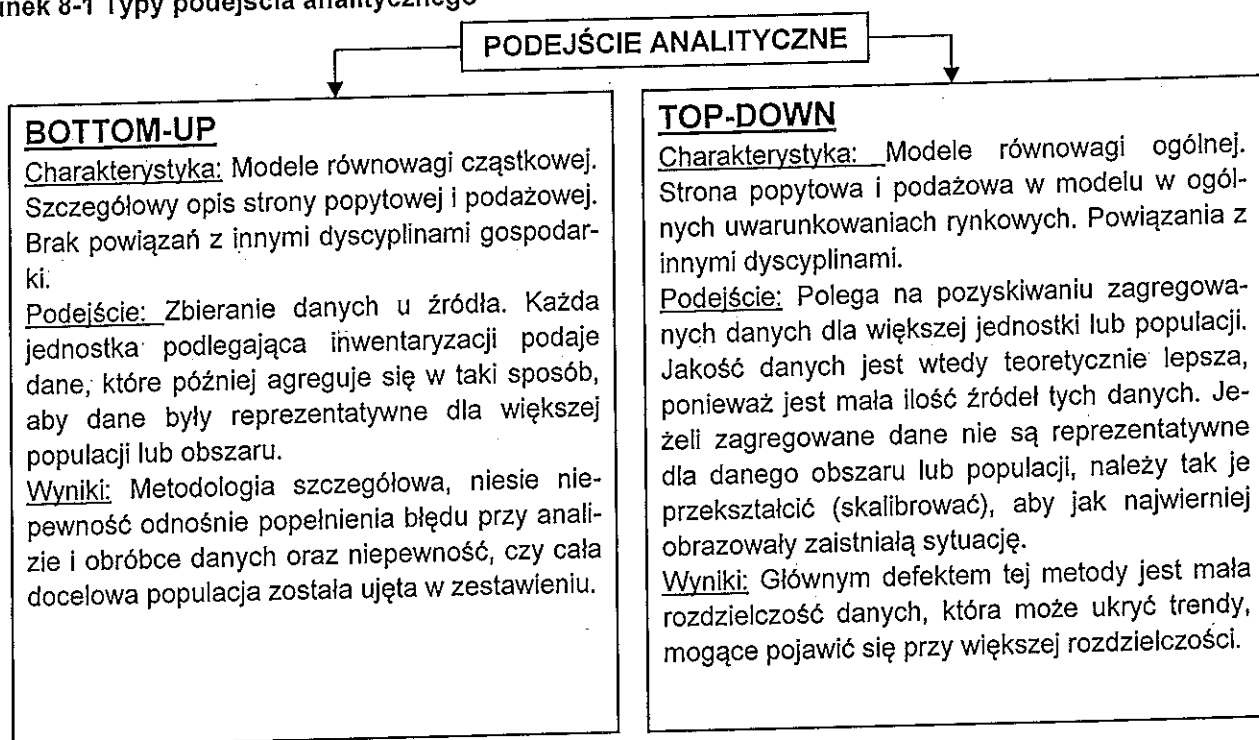 unek 8-1 Typy podejścia analitycznego
PODEJŚCIE ANALITYCZNE
BOTTOM-UP
Charakterystyka: Modele równowagi cząstkowej.
Szczegółowy opis strony popytowej i podażowej.
Brak powiązań z innymi dyscyplinami gospodar-
ki.
Podejście: Zbieranie danych u źródła. Każda
jednostka podlegająca inwentaryzacji podaje
dane, które później agreguje się w taki sposób,
aby dane były reprezentatywne dla większej
populacji lub obszaru.
Wyniki: Metodologia szczegółowa, niesie nie-
pewność odnośnie popełnienia błędu przy anali-
zie i obróbce danych oraz niepewność, czy cała
docelowa populacja została ujęta w zestawieniu.
TOP-DOWN
Charakterystyka: Modele równowagi ogólnej.
Strona popytowa i podażowa w modelu w ogól-
nych uwarunkowaniach rynkowych. Powiązania z
innymi dyscyplinami.
Podejście: Polega na pozyskiwaniu zagregowa-
nych danych dla większej jednostki lub populacji.
Jakość danych jest wtedy teoretycznie lepsza,
ponieważ jest mała ilość źródeł tych danych. Je-
żeli zagregowane dane nie są reprezentatywne
dla danego obszaru lub populacji, należy tak je
przekształcić (skalibrować), aby jak najwierniej
obrazowały zaistniałą sytuację.
Wyniki: Głównym defektem tej metody jest mała
rozdzielczość danych, która może ukryć trendy,
mogące pojawić się przy większej rozdzielczości.